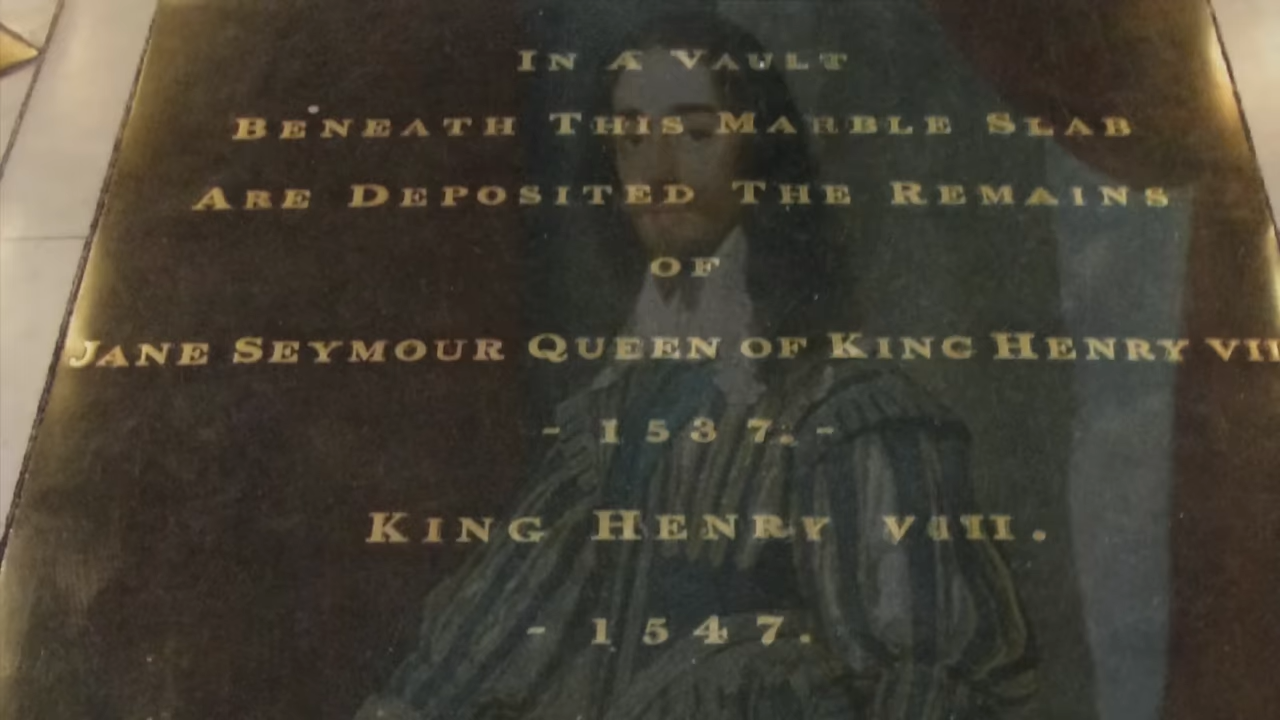 In A Vault
Beneath This Marble Slab
Are Deposited The Remains
of
Jane Seymour Queen of King Henry VII
- 1537. -
King Henry VIII.
- 1547.